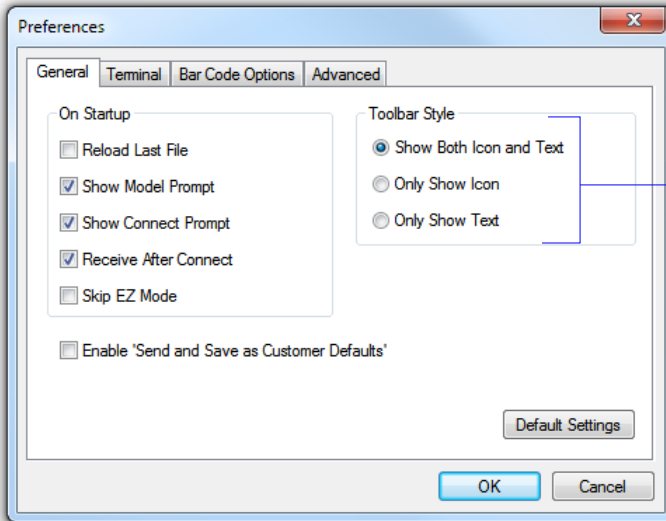 Preferences
x
General Terminal Bar Code Options Advanced
On Startup
Reload Last File
Show Model Prompt
Show Connect Prompt
Receive After Connect
Skip EZ Mode
Toolbar Style
Show Both Icon and Text
Only Show Icon
Only Show Text
Enable 'Send and Save as Customer Defaults'
Default Settings
OK Cancel